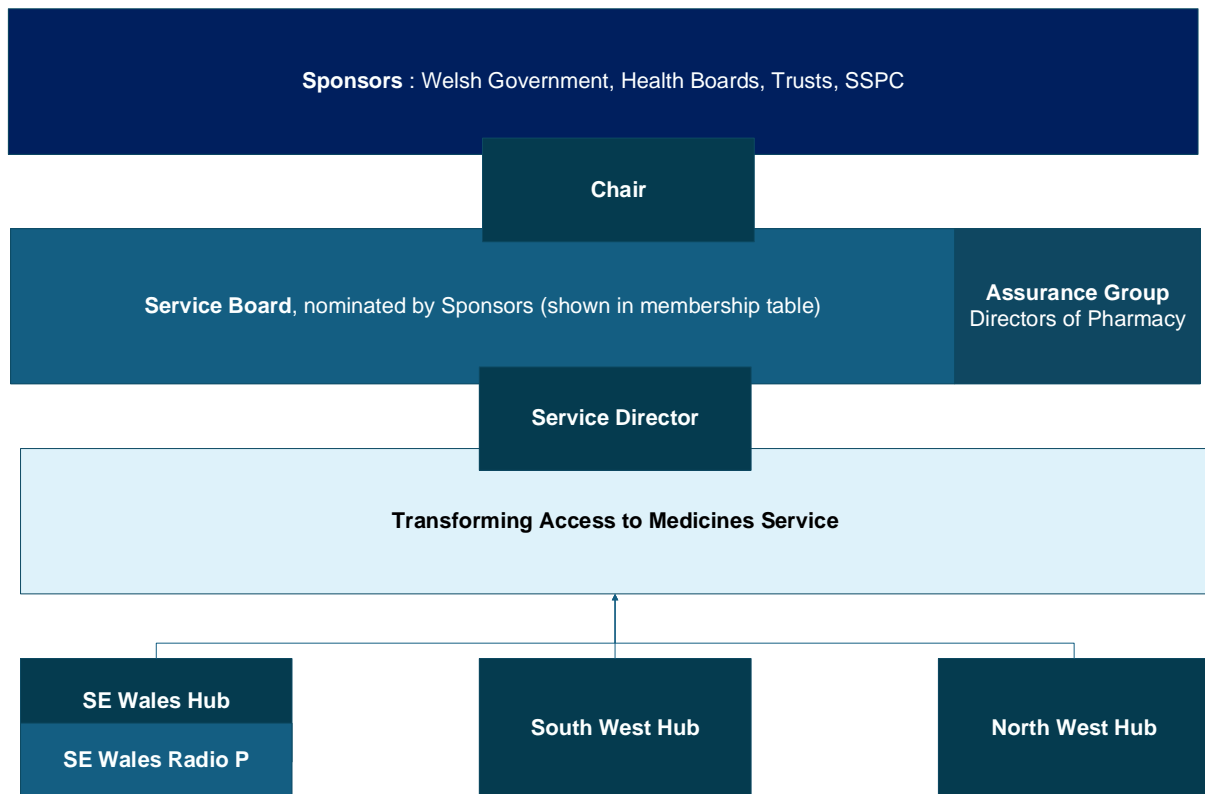 Sponsors : Welsh Government, Health Boards, Trusts, SSPC
Chair
Service Board, nominated by Sponsors (shown in membership table)
Assurance Group
Directors of Pharmacy
Service Director
Transforming Access to Medicines Service
SE Wales Hub
SE Wales Radio P
South West Hub
North West Hub